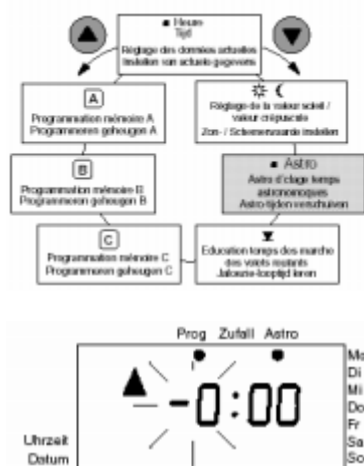 Heure
Tijd
Réglage des données actuelles
Instellen van actuele gegevens
A
Programmation mémoire A
Programmeren geheugen A
Réglage de la valeur soleil /
valeur crépuscule
Zon- / Schemerwaarde instellen
B
Programmation mémoire B
Programmeren geheugen B
Astro
Astro d'clage temps
astronomoques
Astro-tijden verschuiven
C
Programmation mémoire C
Programmeren geheugen C
Education temps des marche
des volets roulants
Jalouzie-looptijd leren
Prog Zufall Astro
Mo
Di
Mi
Do
Fr
Sa
So
-0:00
Uhrzeit
Datum